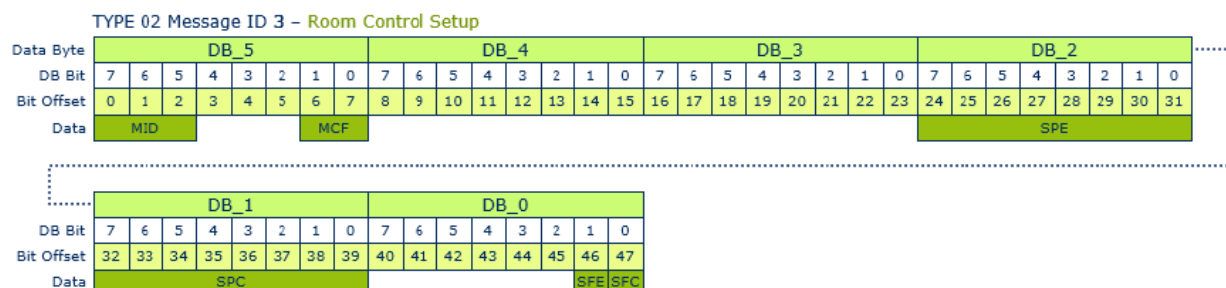 TYPE 02 Message ID 3 – Room Control Setup
Data Byte DB_5 DB_4 DB_3 DB_2
DB Bit 7 6 5 4 3 2 1 0 7 6 5 4 3 2 1 0 7 6 5 4 3 2 1 0 7 6 5 4 3 2 1 0
Bit Offset 0 1 2 3 4 5 6 7 8 9 10 11 12 13 14 15 16 17 18 19 20 21 22 23 24 25 26 27 28 29 30 31
Data MID MCF SPE
DB_1 DB_0
DB Bit 7 6 5 4 3 2 1 0 7 6 5 4 3 2 1 0
Bit Offset 32 33 34 35 36 37 38 39 40 41 42 43 44 45 46 47
Data SPC SFE SFC